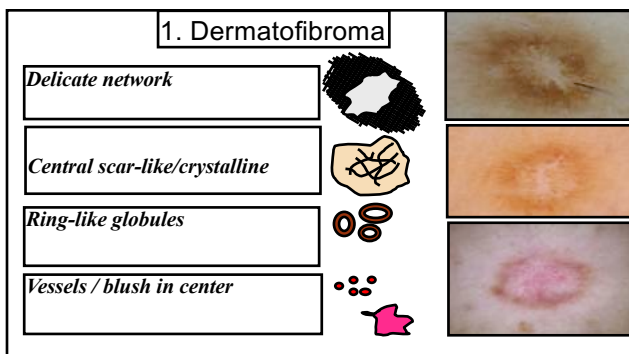 1. Dermatofibroma
Delicate network
Central scar-like/crystalline
Ring-like globules
Vessels / blush in center